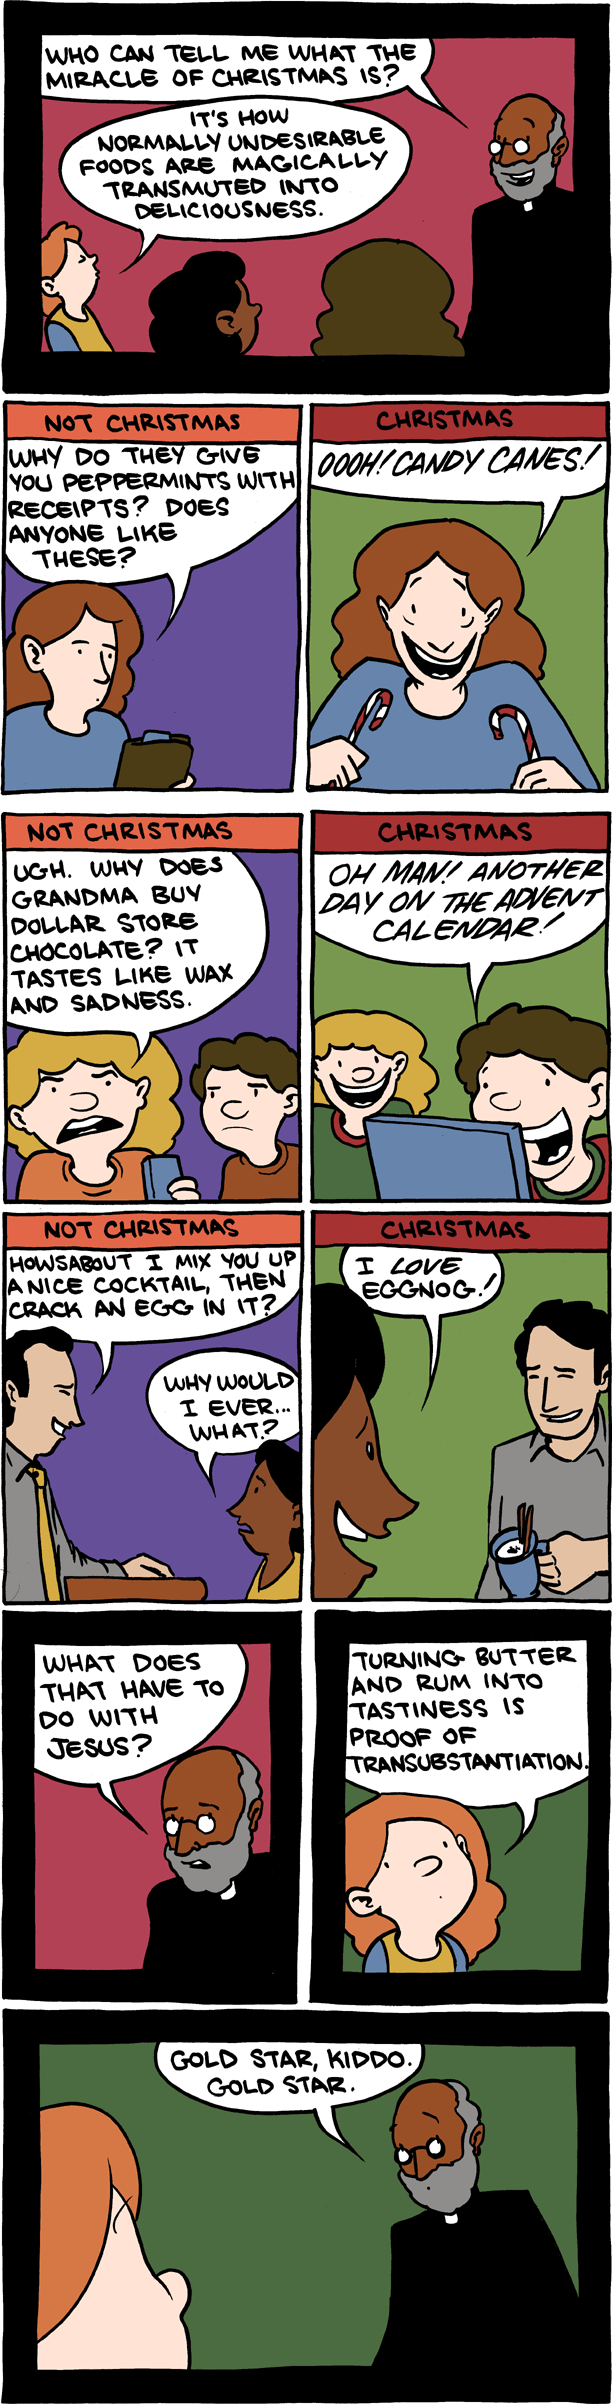 WHO CAN TELL ME WHAT THE
MIRACLE OF CHRISTMAS IS?
IT'S HOW
NORMALLY UNDESIRABLE
FOODS ARE MAGICALLY
TRANSMUTED INTO
DELICIOUSNESS.
NOT CHRISTMAS
WHY DO THEY GIVE
YOU PEPPERMINTS WITH
RECEIPTS? DOES
ANYONE LIKE
THESE?
CHRISTMAS
OOOH! CANDY CANES!
NOT CHRISTMAS
UGH. WHY DOES
GRANDMA BUY
DOLLAR STORE
CHOCOLATE? IT
TASTES LIKE WAX
AND SADNESS.
CHRISTMAS
OH MAN! ANOTHER
DAY ON THE ADVENT
CALENDAR!
NOT CHRISTMAS
HOWSABOUT I MIX YOU UP
A NICE COCKTAIL, THEN
CRACK AN EGG IN IT?
WHY WOULD
I EVER...
WHAT?
CHRISTMAS
I LOVE
EGGNOG!
WHAT DOES
THAT HAVE TO
DO WITH
JESUS?
TURNING BUTTER
AND RUM INTO
TASTINESS IS
PROOF OF
TRANSUBSTANTIATION.
GOLD STAR, KIDDO.
GOLD STAR.